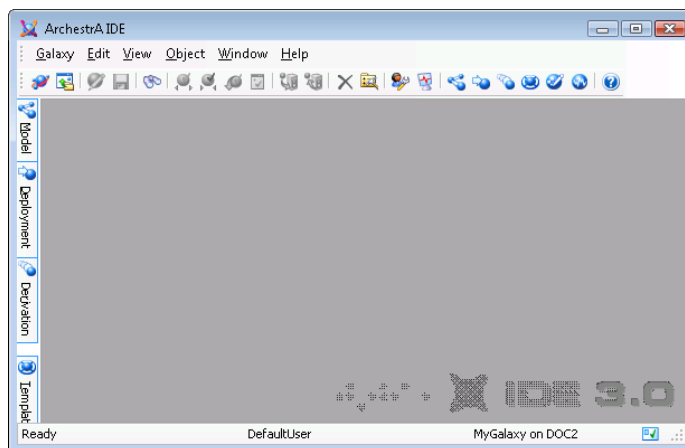 ArchestrA IDE
Galaxy Edit View Object Window Help
Model
Deployment
Derivation
Templat
IDE 3.0
Ready DefaultUser MyGalaxy on DOC2